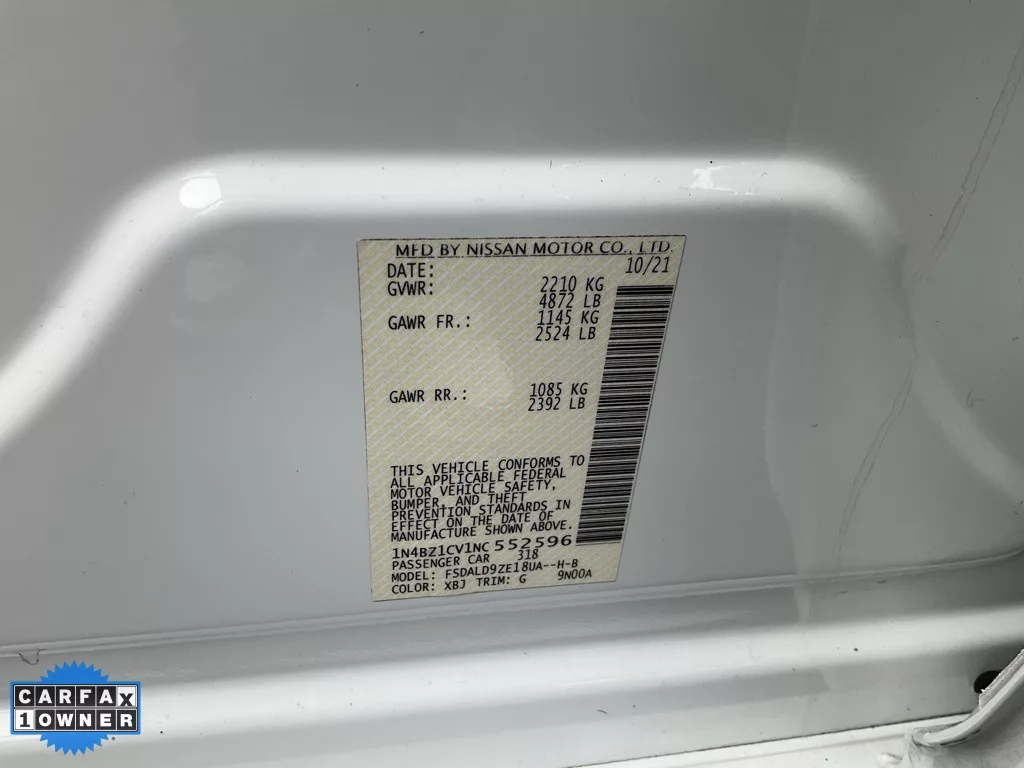 MFD BY NISSAN MOTOR CO., LTD.
DATE: 10/21
GVWR: 2210 KG
4872 LB
GAWR FR.: 1145 KG
2524 LB
GAWR RR.: 1085 KG
2392 LB
THIS VEHICLE CONFORMS TO
ALL APPLICABLE FEDERAL
MOTOR VEHICLE SAFETY,
BUMPER, AND THEFT
PREVENTION STANDARDS IN
EFFECT ON THE DATE OF
MANUFACTURE SHOWN ABOVE.
1N4BZ1CV1NC552596
PASSENGER CAR 318
MODEL: FSDALD9ZE18UA--H-B
COLOR: XBJ TRIM: G 9N00A
CARFAX
1 OWNER